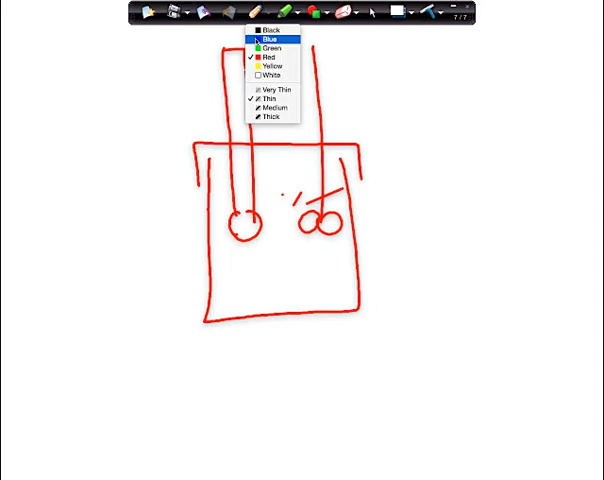 7 / 7
Black
Blue
Green
Red
Yellow
White
Very Thin
Thin
Medium
Thick